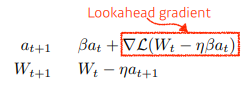 Lookahead gradient
a_{t+1} βa_t + ∇ℒ(W_t − ηβa_t)
W_{t+1} W_t − ηa_{t+1}